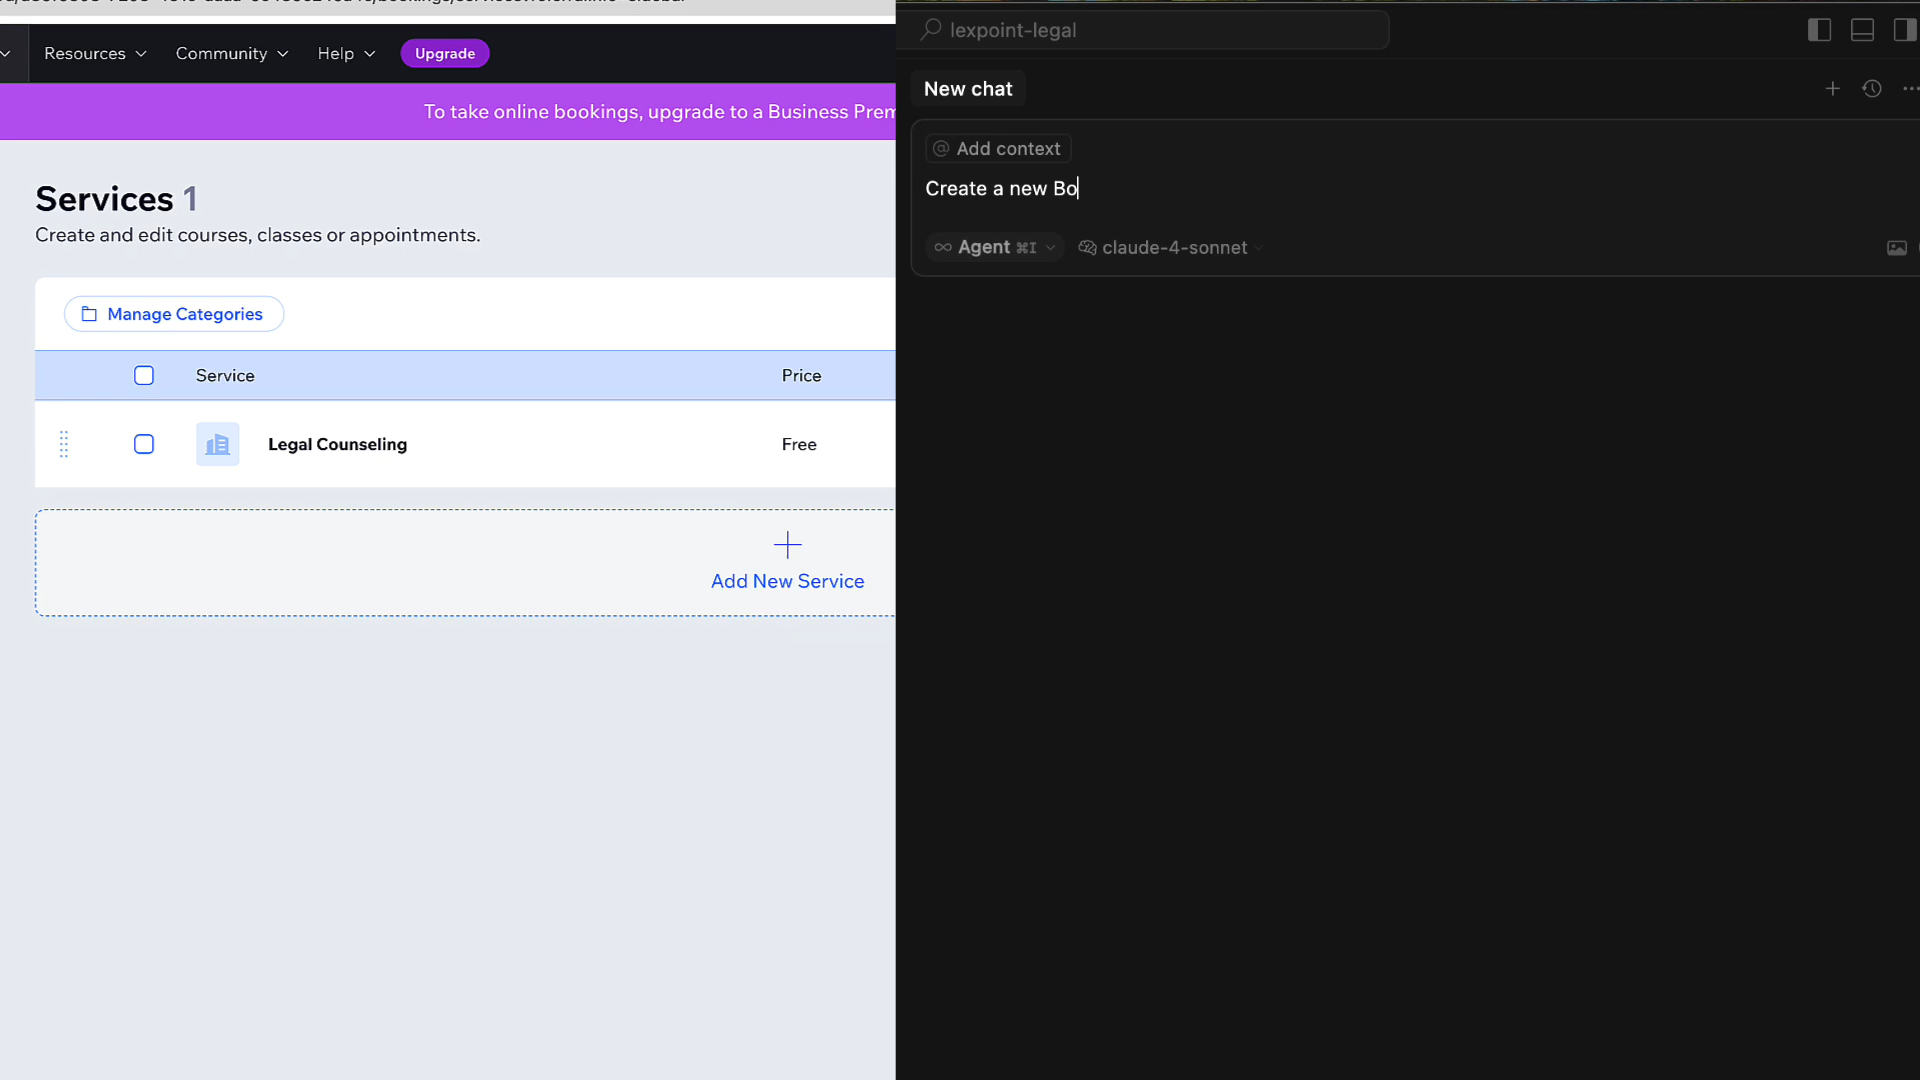 Resources
Community
Help
Upgrade
To take online bookings, upgrade to a Business Prem
Services 1
Create and edit courses, classes or appointments.
Manage Categories
Service
Price
Legal Counseling
Free
Add New Service
lexpoint-legal
New chat
@ Add context
Create a new Bo
∞ Agent ⌘I
claude-4-sonnet